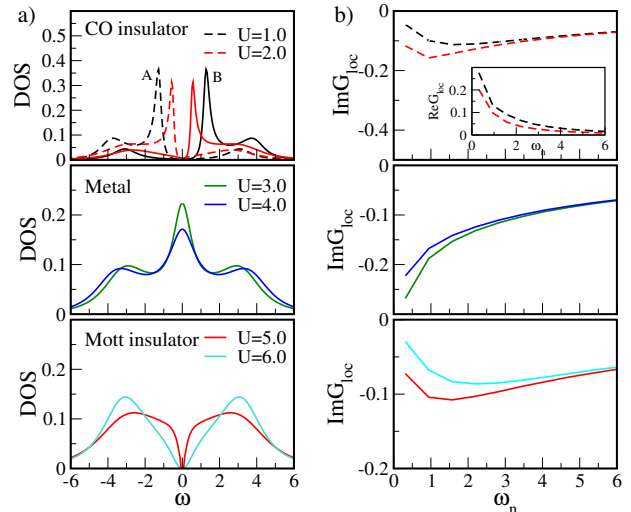 a)
CO insulator
U=1.0
U=2.0
A
B
DOS
0.5
0.4
0.3
0.2
0.1
0
Metal
U=3.0
U=4.0
DOS
0.2
0.1
0
Mott insulator
U=5.0
U=6.0
DOS
0.2
0.1
0
-6 -4 -2 0 2 4 6
ω
b)
ImG_loc
0
-0.2
-0.4
ReG_loc
0.2
0.1
0
0 2 4 6
ω_n
ImG_loc
-0.1
-0.2
ImG_loc
0
-0.1
-0.2
0 1 2 3 4 5 6
ω_n